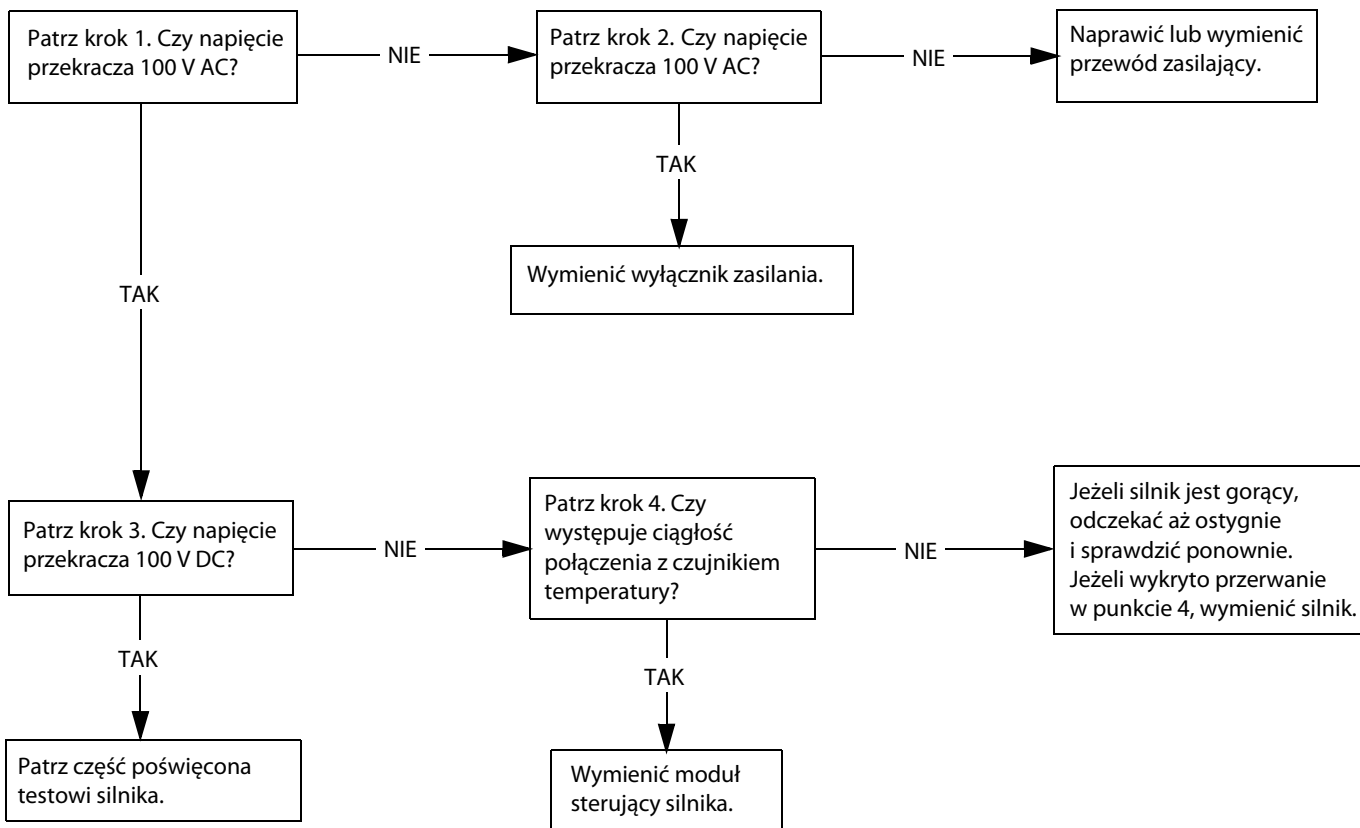 Patrz krok 1. Czy napięcie
przekracza 100 V AC?
NIE
Patrz krok 2. Czy napięcie
przekracza 100 V AC?
NIE
Naprawić lub wymienić
przewód zasilający.
TAK
Wymienić wyłącznik zasilania.
TAK
Patrz krok 3. Czy napięcie
przekracza 100 V DC?
NIE
Patrz krok 4. Czy
występuje ciągłość
połączenia z czujnikiem
temperatury?
NIE
Jeżeli silnik jest gorący,
odczekać aż ostygnie
i sprawdzić ponownie.
Jeżeli wykryto przerwanie
w punkcie 4, wymienić silnik.
TAK
TAK
Patrz część poświęcona
testowi silnika.
Wymienić moduł
sterujący silnika.